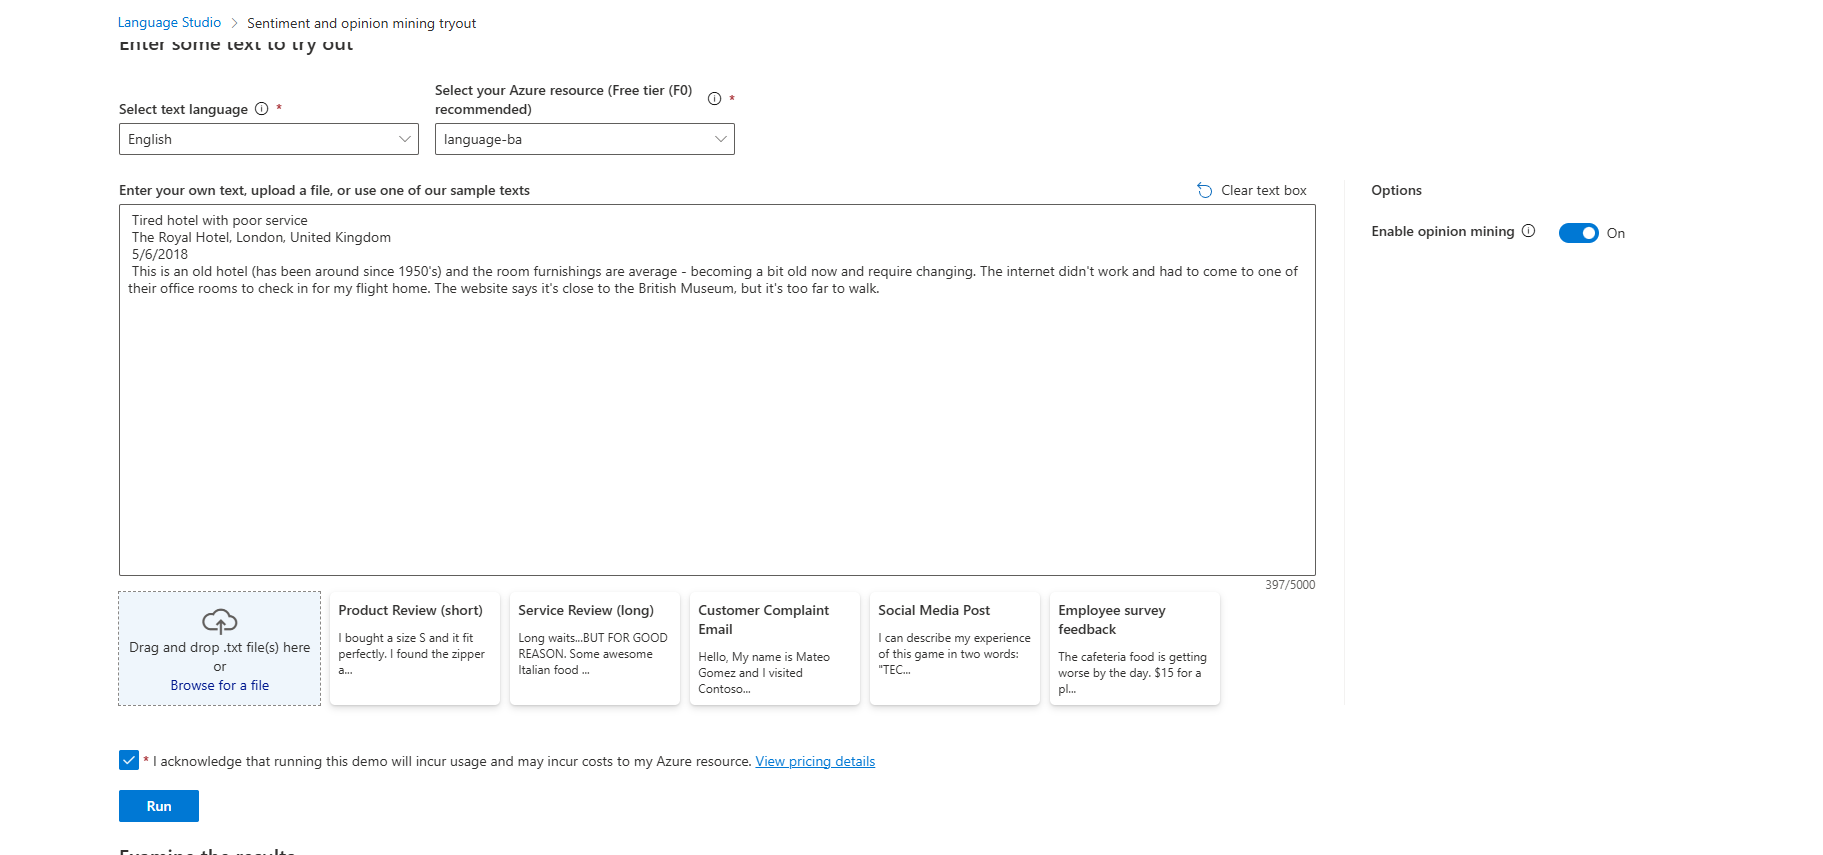 Language Studio > Sentiment and opinion mining tryout
Enter some text to try out
Select text language *
Select your Azure resource (Free tier (F0) recommended) *
English
language-ba
Enter your own text, upload a file, or use one of our sample texts
Clear text box
Tired hotel with poor service
The Royal Hotel, London, United Kingdom
5/6/2018
This is an old hotel (has been around since 1950's) and the room furnishings are average - becoming a bit old now and require changing. The internet didn't work and had to come to one of
their office rooms to check in for my flight home. The website says it's close to the British Museum, but it's too far to walk.
397/5000
Options
Enable opinion mining
On
Drag and drop .txt file(s) here
or
Browse for a file
Product Review (short)
I bought a size S and it fit
perfectly. I found the zipper
a...
Service Review (long)
Long waits...BUT FOR GOOD
REASON. Some awesome
Italian food ...
Customer Complaint
Email
Hello, My name is Mateo
Gomez and I visited
Contoso...
Social Media Post
I can describe my experience
of this game in two words:
"TEC...
Employee survey
feedback
The cafeteria food is getting
worse by the day. $15 for a
pl...
* I acknowledge that running this demo will incur usage and may incur costs to my Azure resource. View pricing details
Run
Examine the results